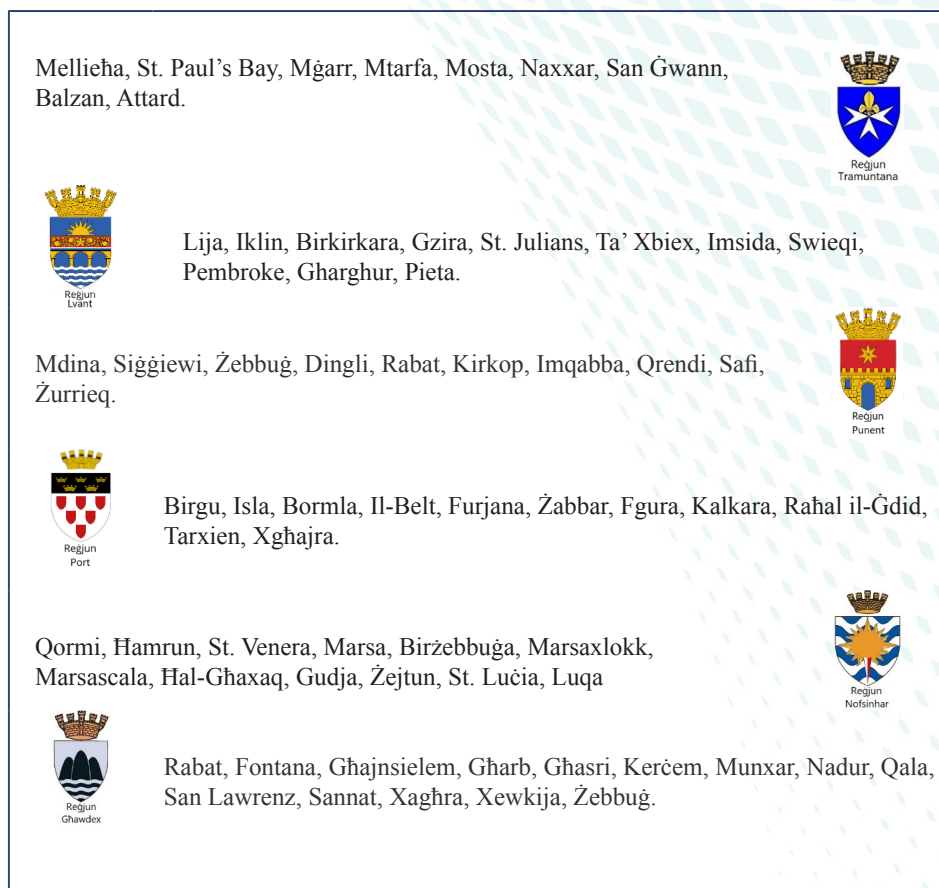 Mellieħa, St. Paul’s Bay, Mġarr, Mtarfa, Mosta, Naxxar, San Ġwann,
Balzan, Attard.
Reġjun
Tramuntana
Reġjun
Lvant
Lija, Iklin, Birkirkara, Gzira, St. Julians, Ta’ Xbiex, Imsida, Swieqi,
Pembroke, Gharghur, Pieta.
Mdina, Siġġiewi, Żebbuġ, Dingli, Rabat, Kirkop, Imqabba, Qrendi, Safi,
Żurrieq.
Reġjun
Punent
Reġjun
Port
Birgu, Isla, Bormla, Il-Belt, Furjana, Żabbar, Fgura, Kalkara, Raħal il-Ġdid,
Tarxien, Xgħajra.
Qormi, Ħamrun, St. Venera, Marsa, Birżebbuġa, Marsaxlokk,
Marsascala, Ħal-Għaxaq, Gudja, Żejtun, St. Luċia, Luqa
Reġjun
Nofsinhar
Reġjun
Għawdex
Rabat, Fontana, Għajnsielem, Għarb, Għasri, Kerċem, Munxar, Nadur, Qala,
San Lawrenz, Sannat, Xagħra, Xewkija, Żebbuġ.